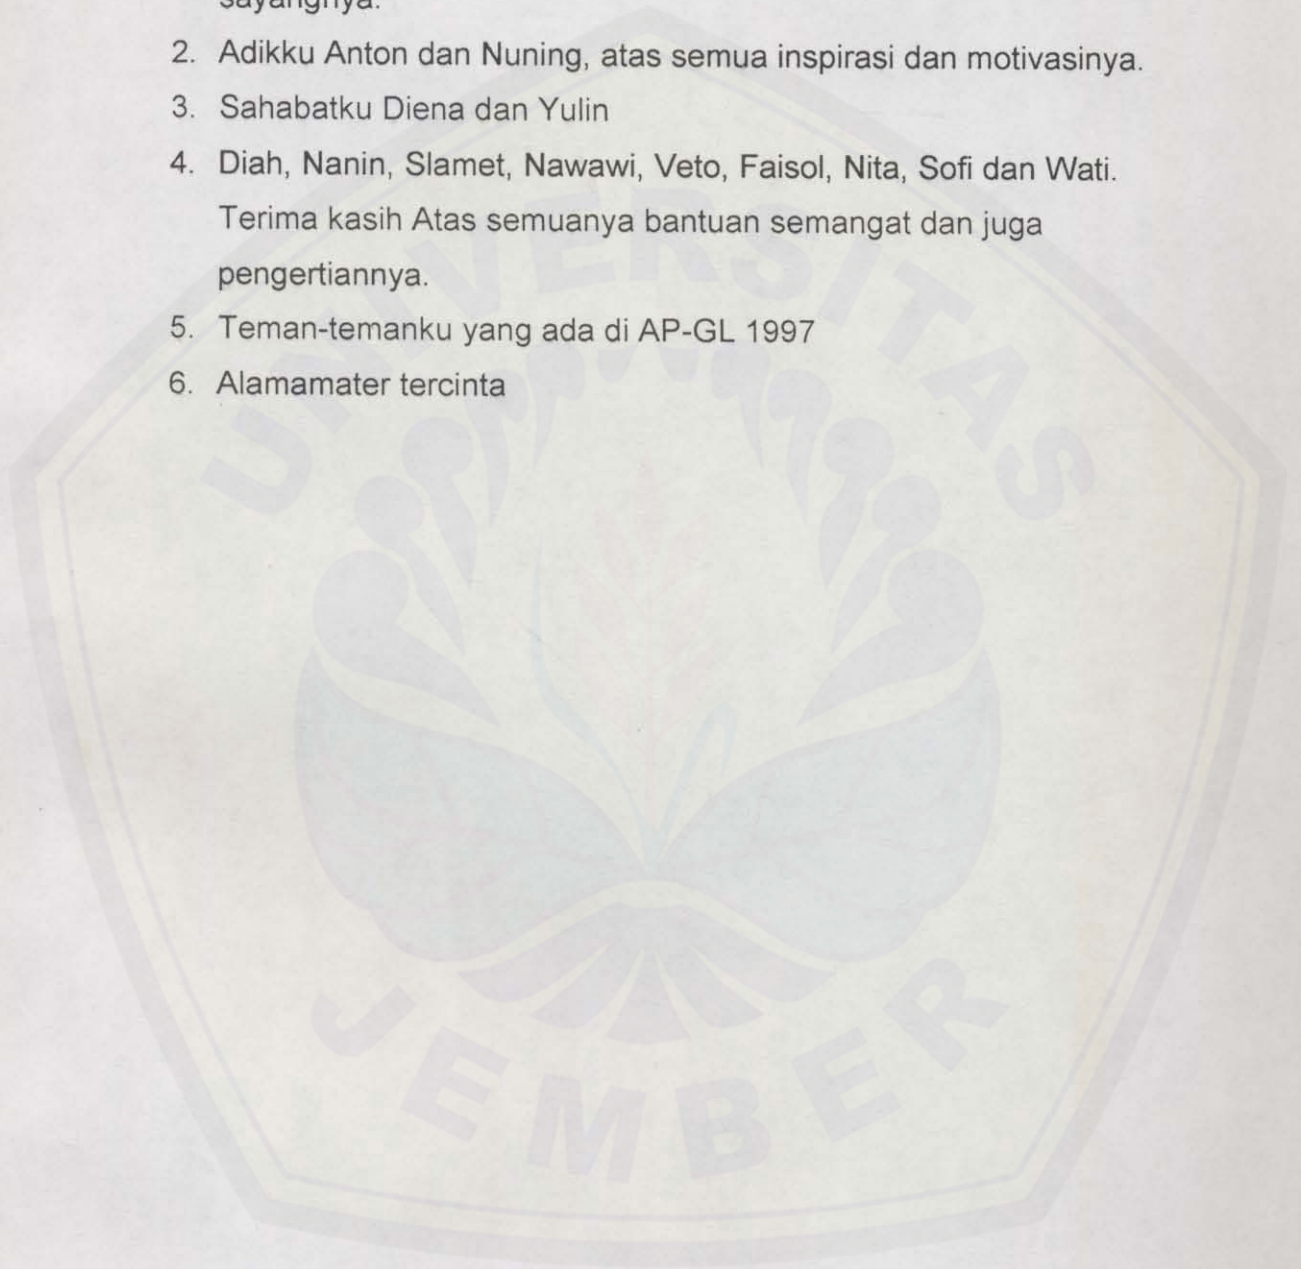 sayangnya.
2. Adikku Anton dan Nuning, atas semua inspirasi dan motivasinya.
3. Sahabatku Diena dan Yulin
4. Diah, Nanin, Slamet, Nawawi, Veto, Faisol, Nita, Sofi dan Wati.
Terima kasih Atas semuanya bantuan semangat dan juga
pengertiannya.
5. Teman-temanku yang ada di AP-GL 1997
6. Alamamater tercinta
UNIVERSITAS
JEMBER